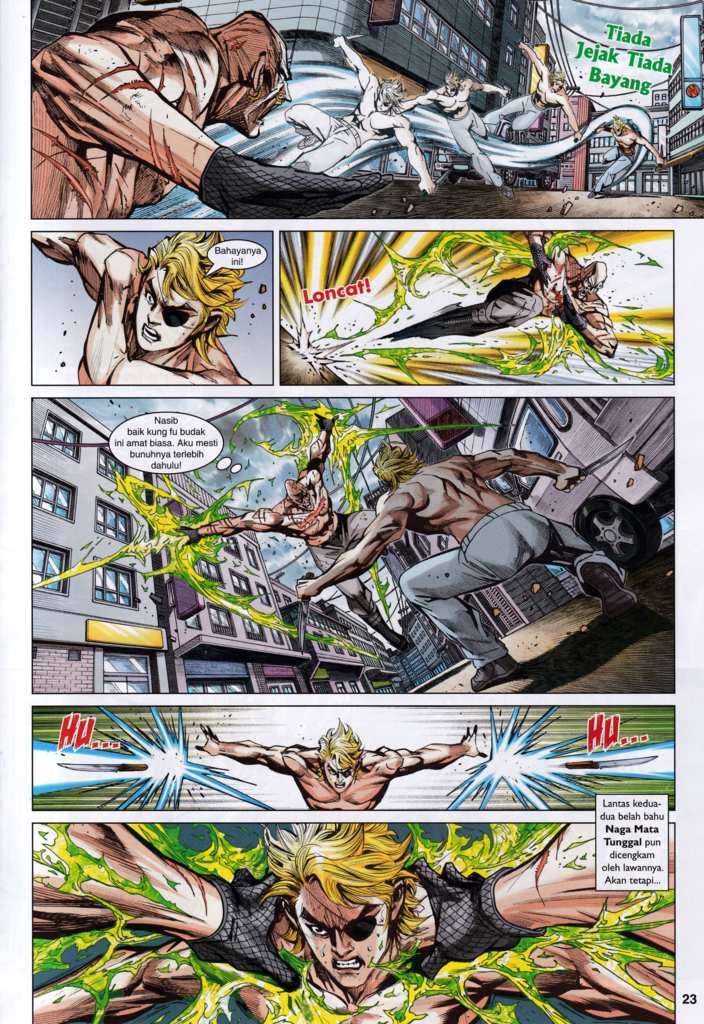 Tiada
Jejak Tiada
Bayang
Bahayanya
ini!
Loncat!
Nasib
baik kung fu budak
ini amat biasa. Aku mesti
bunuhnya terlebih
dahulu!
HU...
HU...
Lantas kedua-
dua belah bahu
Naga Mata
Tunggal pun
dicengkam
oleh lawannya.
Akan tetapi...
23